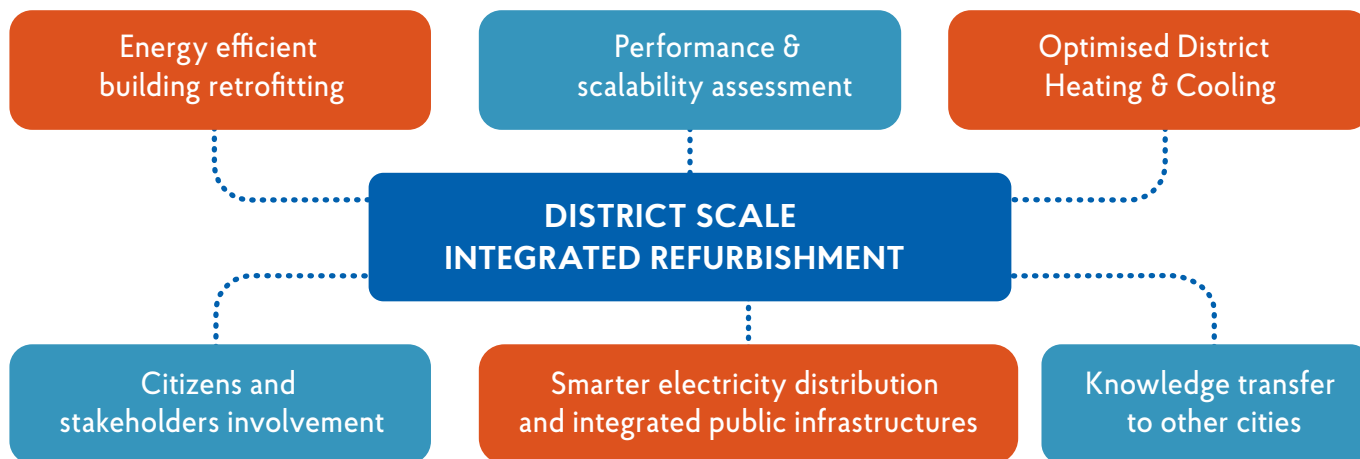 Energy efficient
building retrofitting
Performance &
scalability assessment
Optimised District
Heating & Cooling
DISTRICT SCALE
INTEGRATED REFURBISHMENT
Citizens and
stakeholders involvement
Smarter electricity distribution
and integrated public infrastructures
Knowledge transfer
to other cities